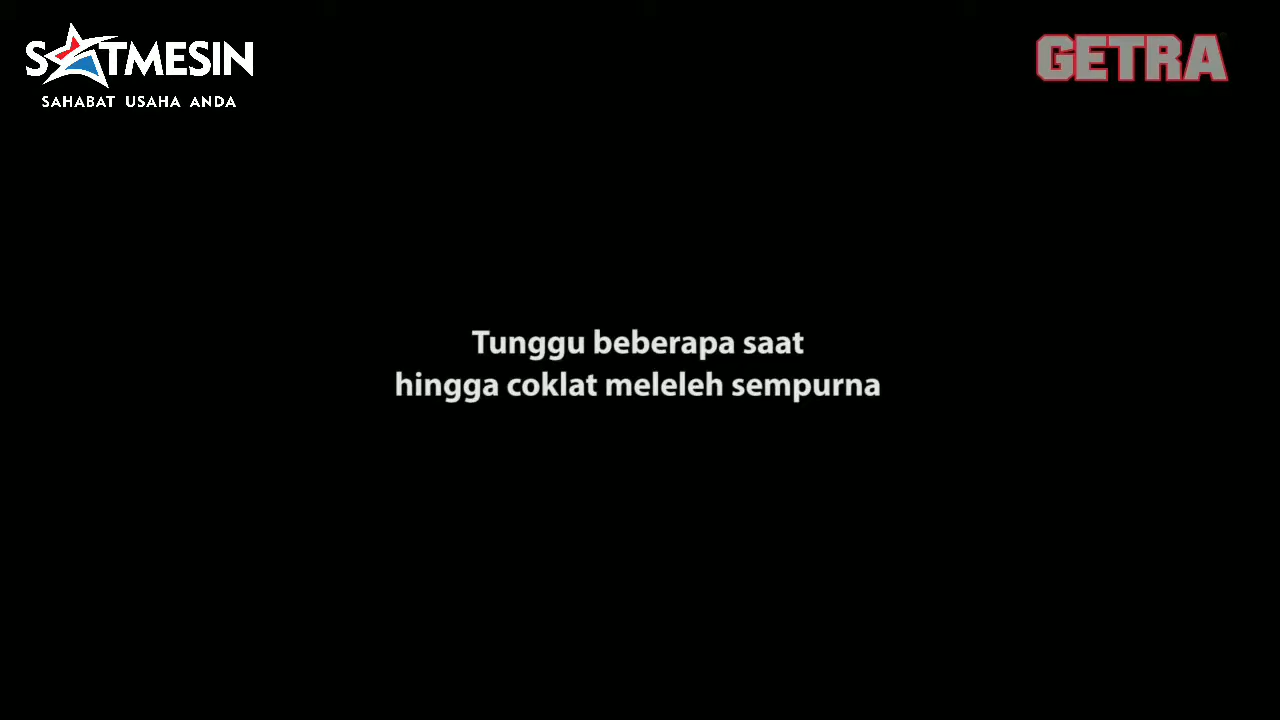 SATMESIN
SAHABAT USAHA ANDA
GETRA
Tunggu beberapa saat
hingga coklat meleleh sempurna